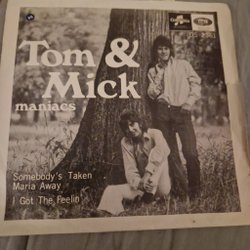 Tom &
Mick
maniacs
Somebody's Taken
Maria Away
I Got The Feelin'